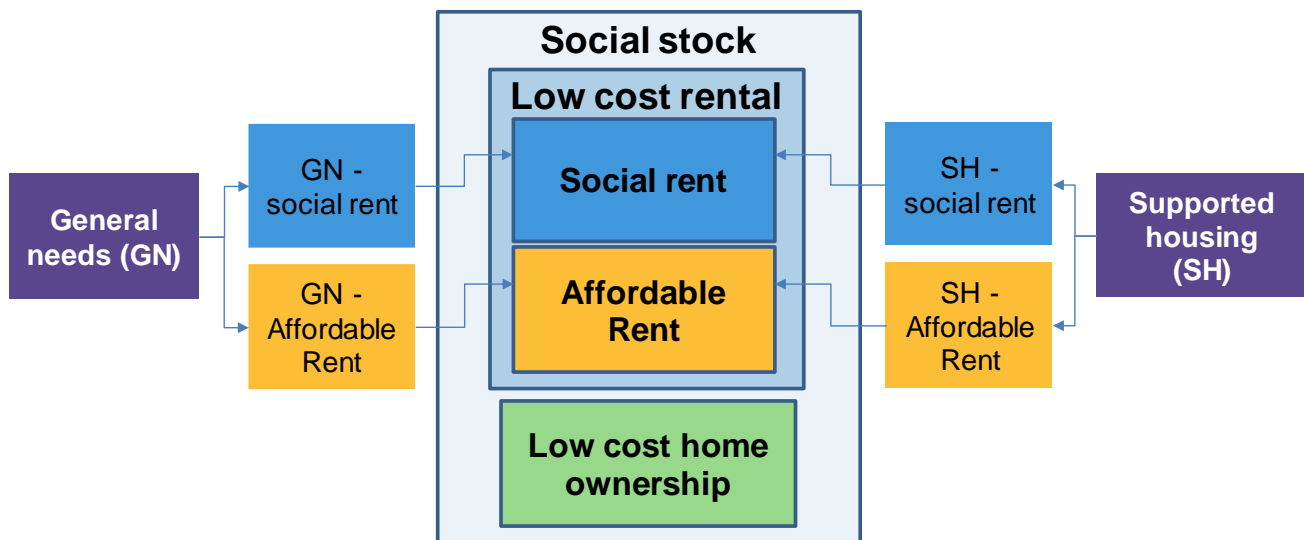 Social stock
Low cost rental
General
needs (GN)
GN -
social rent
GN -
Affordable
Rent
Social rent
Affordable
Rent
Low cost home
ownership
SH -
social rent
SH -
Affordable
Rent
Supported
housing
(SH)